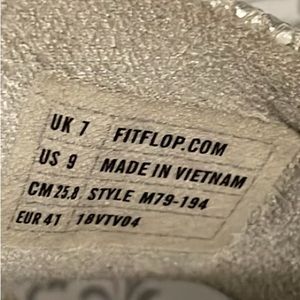 UK 7 FITFLOP.COM
US 9 MADE IN VIETNAM
CM 25.8 STYLE M79-194
EUR 41 18VTV04